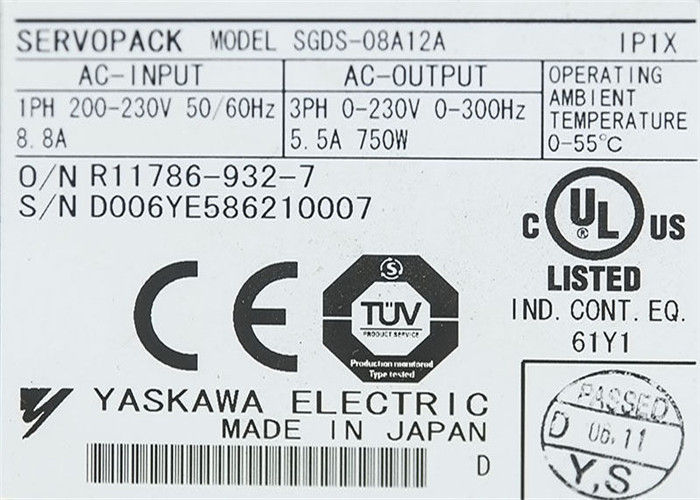 SERVOPACK MODEL SGDS-08A12A IP1X
AC-INPUT
1PH 200-230V 50/60Hz
8.8A
AC-OUTPUT
3PH 0-230V 0-300Hz
5.5A 750W
OPERATING
AMBIENT
TEMPERATURE
0-55°C
O/N R11786-932-7
S/N D006YE586210007
C UL ® US
LISTED
IND. CONT. EQ.
61Y1
CE
S
TÜV
PRODUCT SERVICE
Production monitored
Type tested
YASKAWA ELECTRIC
MADE IN JAPAN
D
PASSED
D 06.11
Y,S